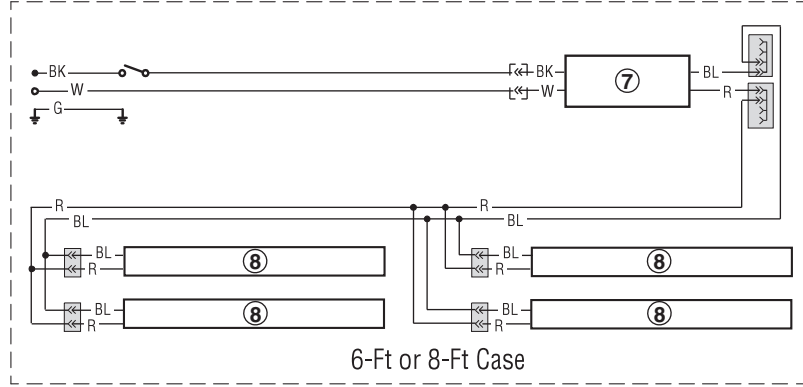 BK BK BL
7
W W R
G
R R
BL BL
BL 8 BL 8
R R
BL 8 BL 8
R R
6-Ft or 8-Ft Case